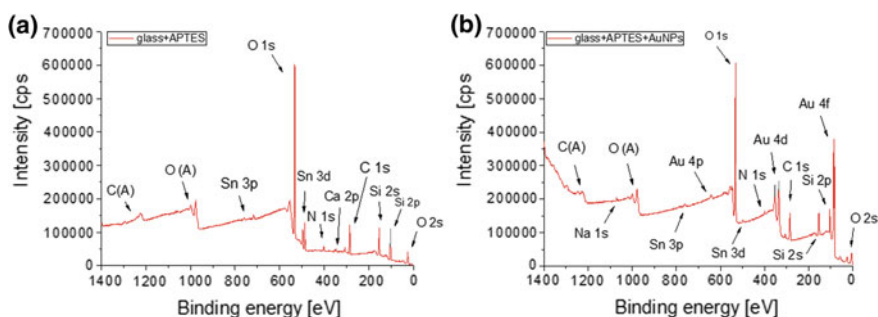 (a)
glass+APTES
O 1s
C(A)
O (A)
Sn 3p
Sn 3d
N 1s
Ca 2p
C 1s
Si 2s
Si 2p
O 2s
Intensity [cps]
700000
600000
500000
400000
300000
200000
100000
0
1400 1200 1000 800 600 400 200 0
Binding energy [eV]
(b)
glass+APTES+AuNPs
O 1s
Au 4f
C(A)
O (A)
Au 4p
Au 4d
N 1s
C 1s
Si 2p
Na 1s
Sn 3p
Sn 3d
Si 2s
O 2s
Intensity [cps]
700000
600000
500000
400000
300000
200000
100000
0
1400 1200 1000 800 600 400 200 0
Binding energy [eV]